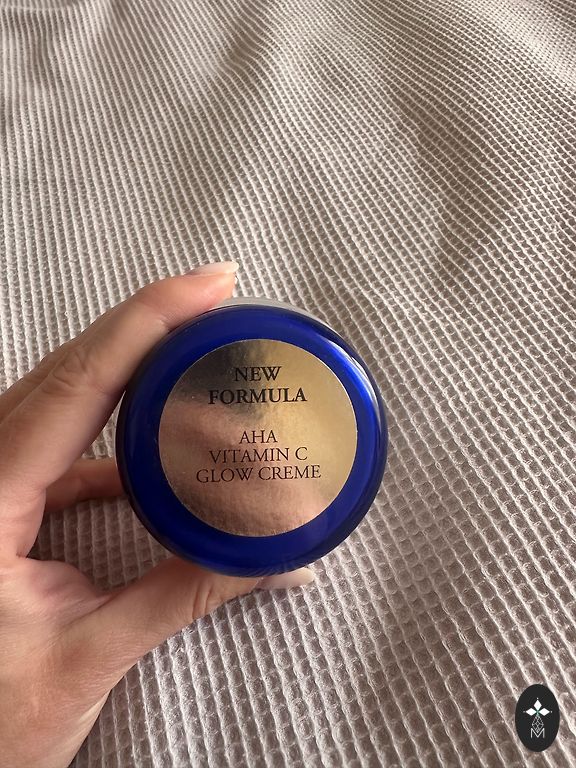 NEW
FORMULA
AHA
VITAMIN C
GLOW CREME